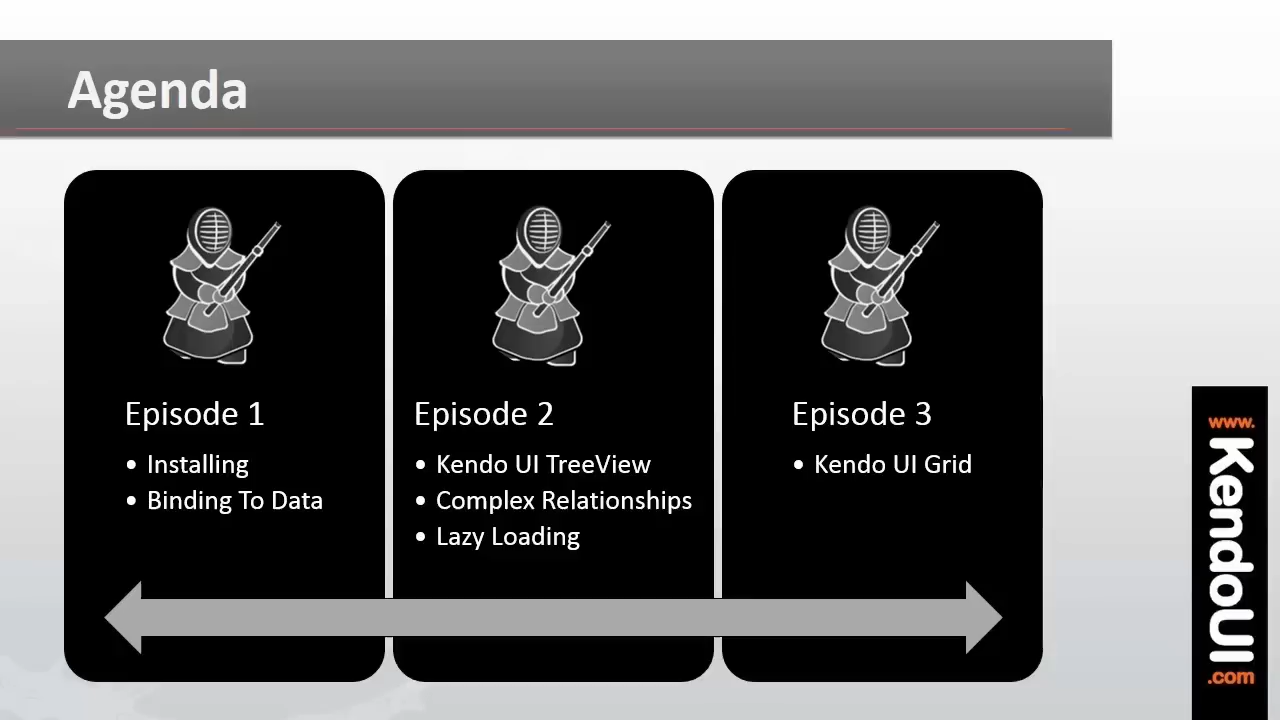 Agenda
Episode 1
• Installing
• Binding To Data
Episode 2
• Kendo UI TreeView
• Complex Relationships
• Lazy Loading
Episode 3
• Kendo UI Grid
www.
KendoUI
.com